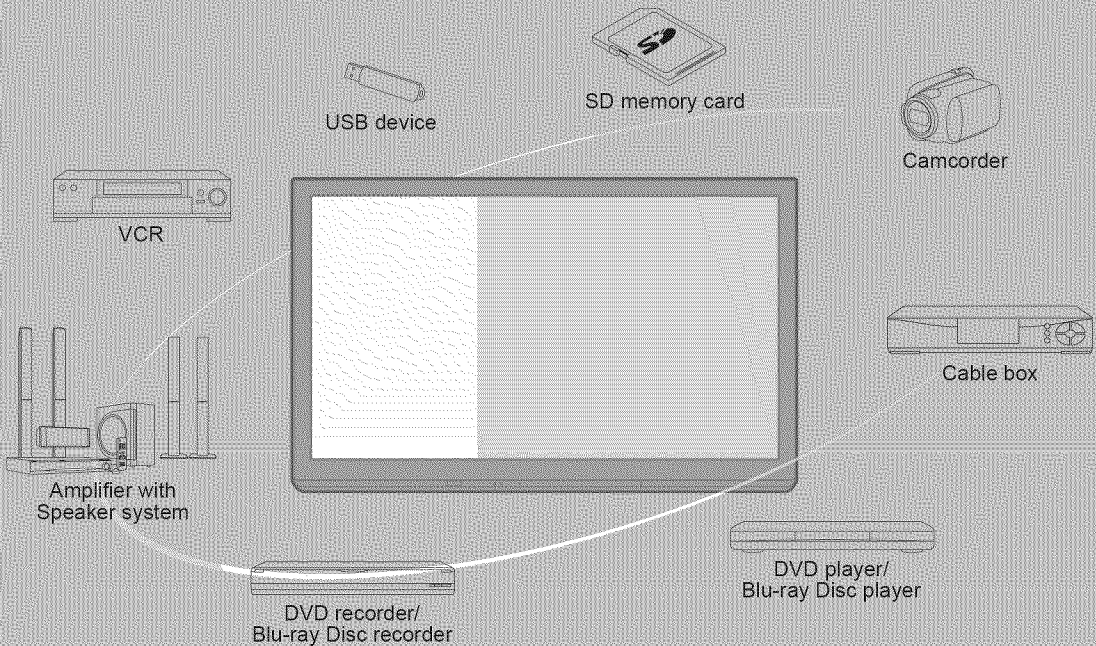 SD
USB device
SD memory card
Camcorder
VCR
Cable box
Amplifier with
Speaker system
DVD player/
Blu-ray Disc player
DVD recorder/
Blu-ray Disc recorder